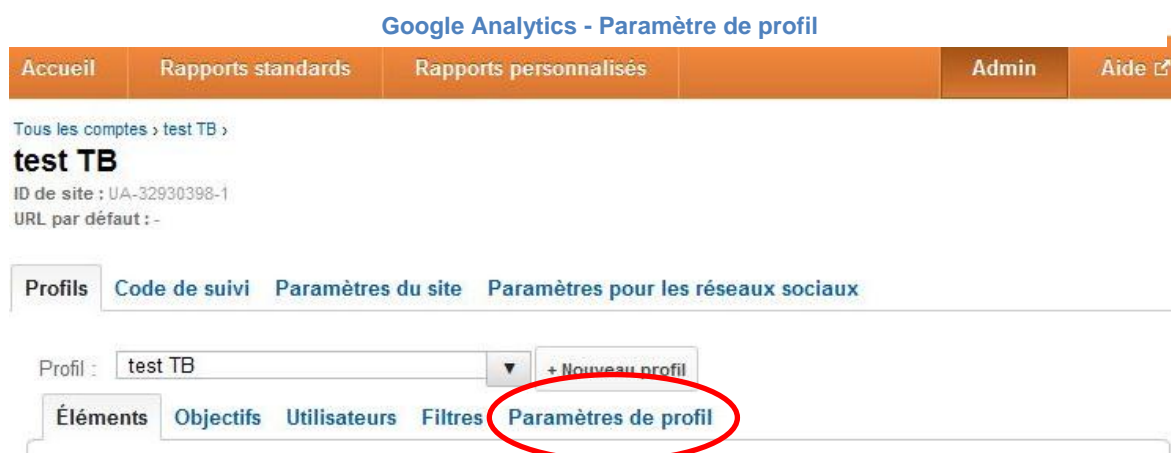 Google Analytics - Paramètre de profil
Accueil Rapports standards Rapports personnalisés Admin Aide
Tous les comptes › test TB ›
test TB
ID de site : UA-32930398-1
URL par défaut : -
Profils Code de suivi Paramètres du site Paramètres pour les réseaux sociaux
Profil : test TB + Nouveau profil
Éléments Objectifs Utilisateurs Filtres Paramètres de profil